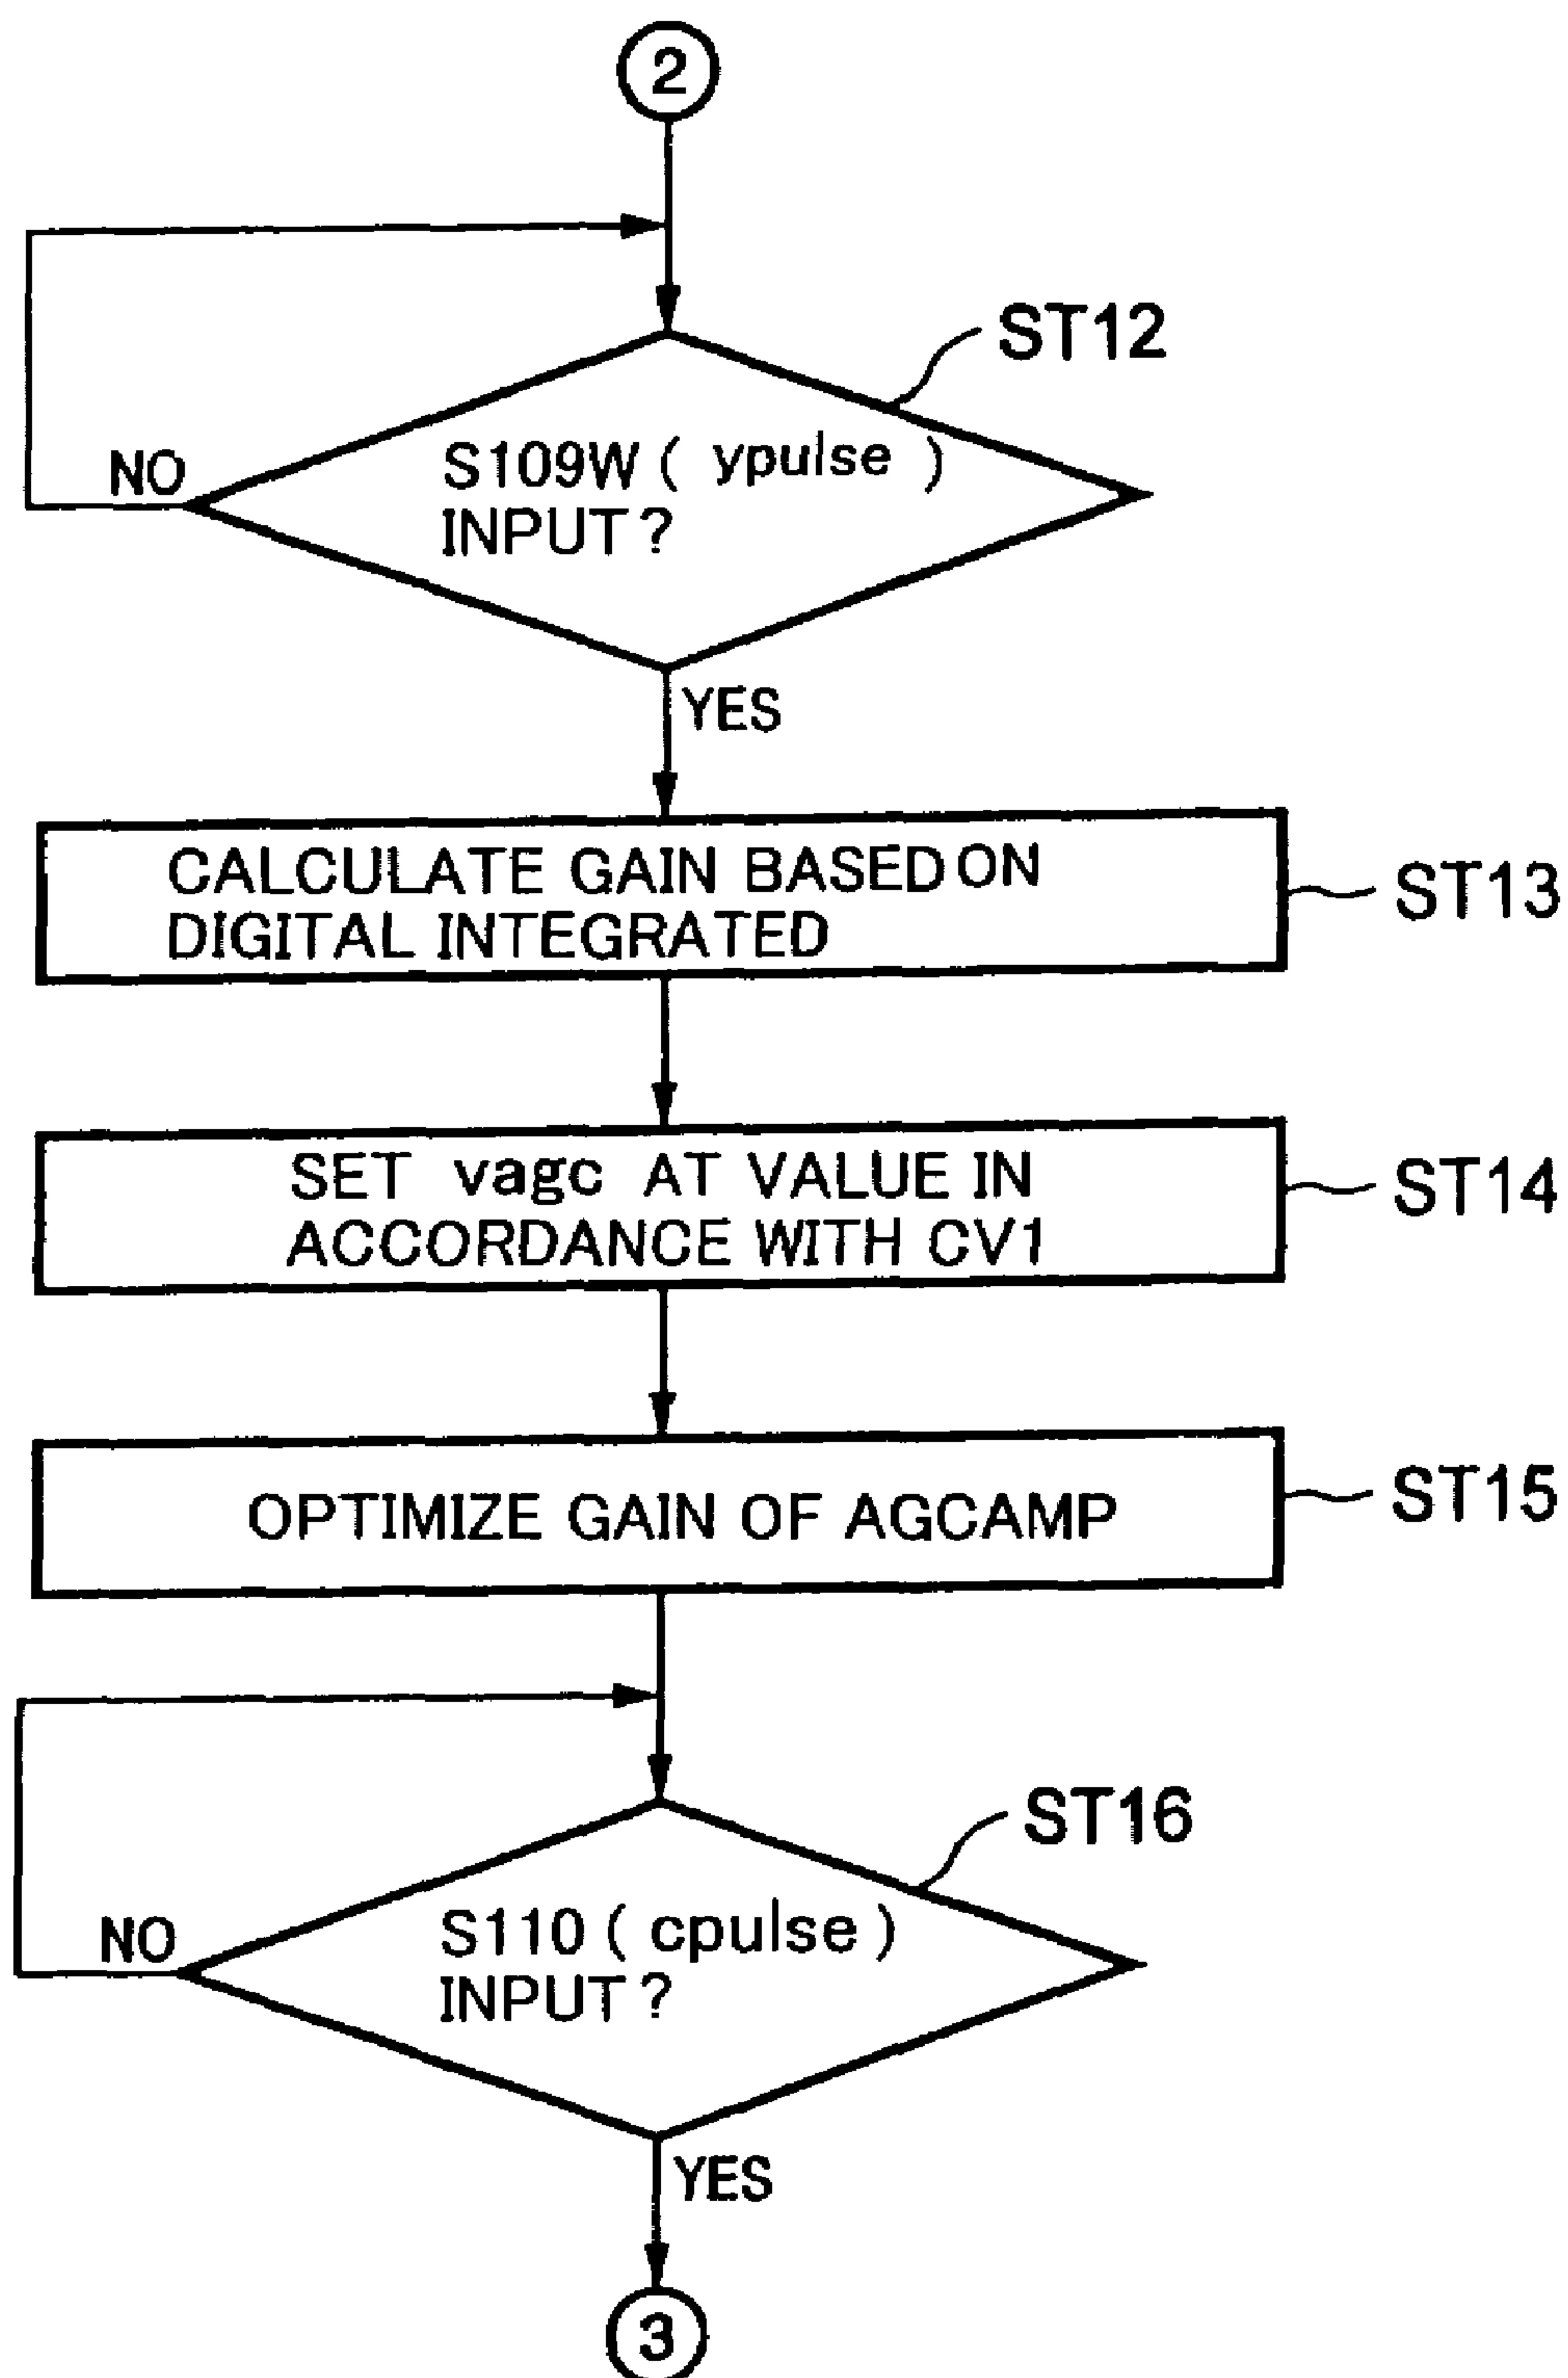 2
ST12
S109W ( ypulse )
INPUT ?
NO
YES
CALCULATE GAIN BASED ON
DIGITAL INTEGRATED
ST13
SET vagc AT VALUE IN
ACCORDANCE WITH CV1
ST14
OPTIMIZE GAIN OF AGCAMP
ST15
ST16
S110 ( cpulse )
INPUT ?
NO
YES
3